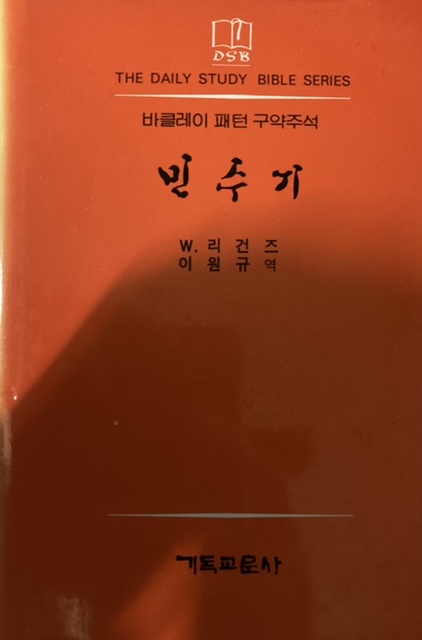 DSB
THE DAILY STUDY BIBLE SERIES
바클레이 패턴 구약주석
민수기
W. 리건즈
이원규 역
기독교문사